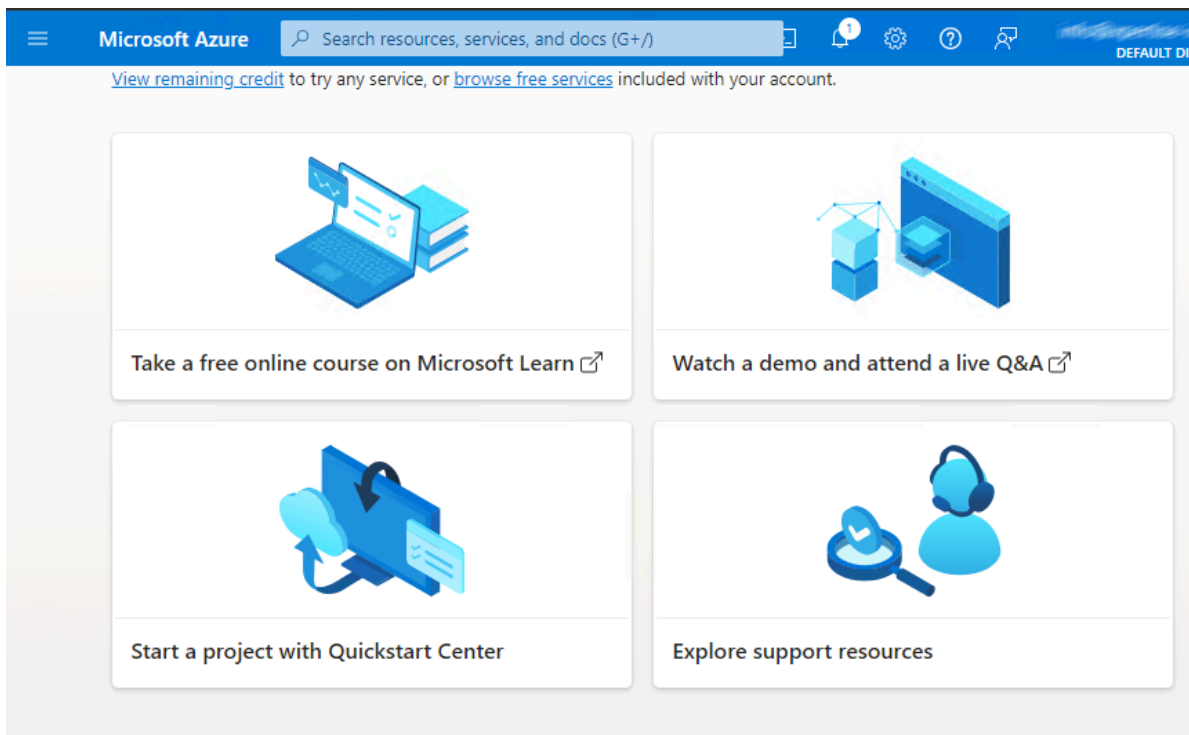 Microsoft Azure
Search resources, services, and docs (G+/)
1
DEFAULT DI
View remaining credit to try any service, or browse free services included with your account.
Take a free online course on Microsoft Learn
Watch a demo and attend a live Q&A
Start a project with Quickstart Center
Explore support resources